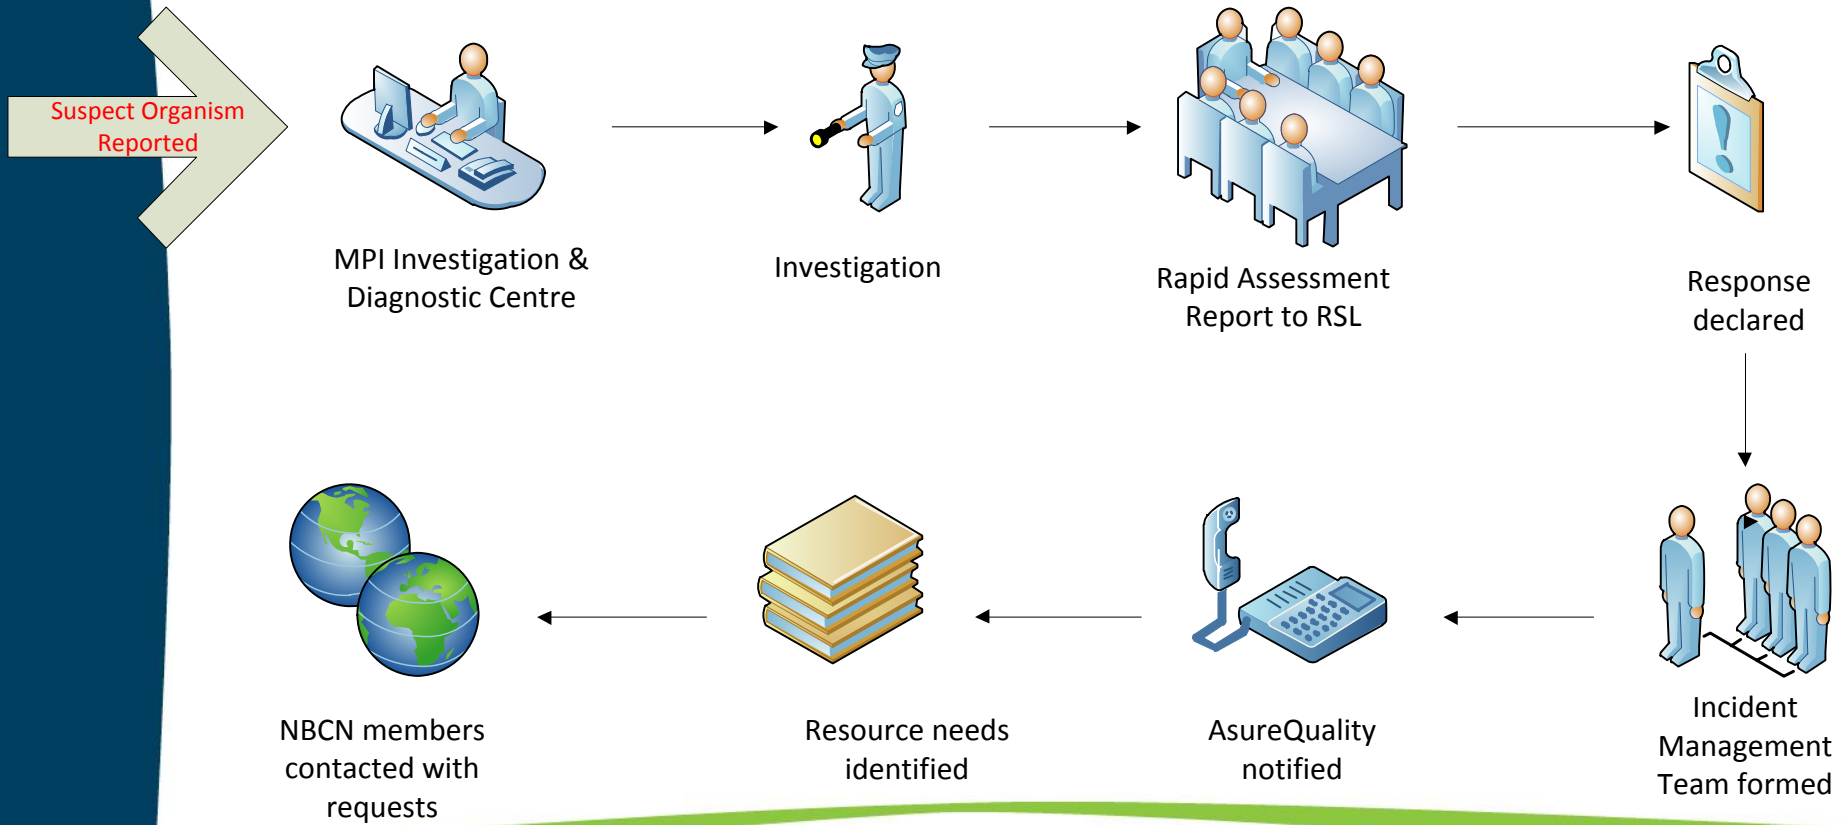 Suspect Organism
Reported
MPI Investigation &
Diagnostic Centre
Investigation
Rapid Assessment
Report to RSL
Response
declared
NBCN members
contacted with
requests
Resource needs
identified
AsureQuality
notified
Incident
Management
Team formed